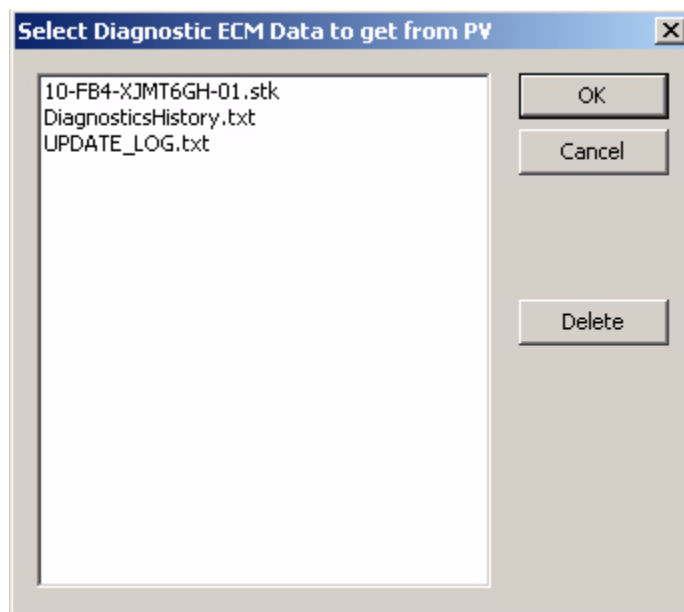 Select Diagnostic ECM Data to get from PV
10-FB4-XJMT6GH-01.stk
DiagnosticsHistory.txt
UPDATE_LOG.txt
OK
Cancel
Delete